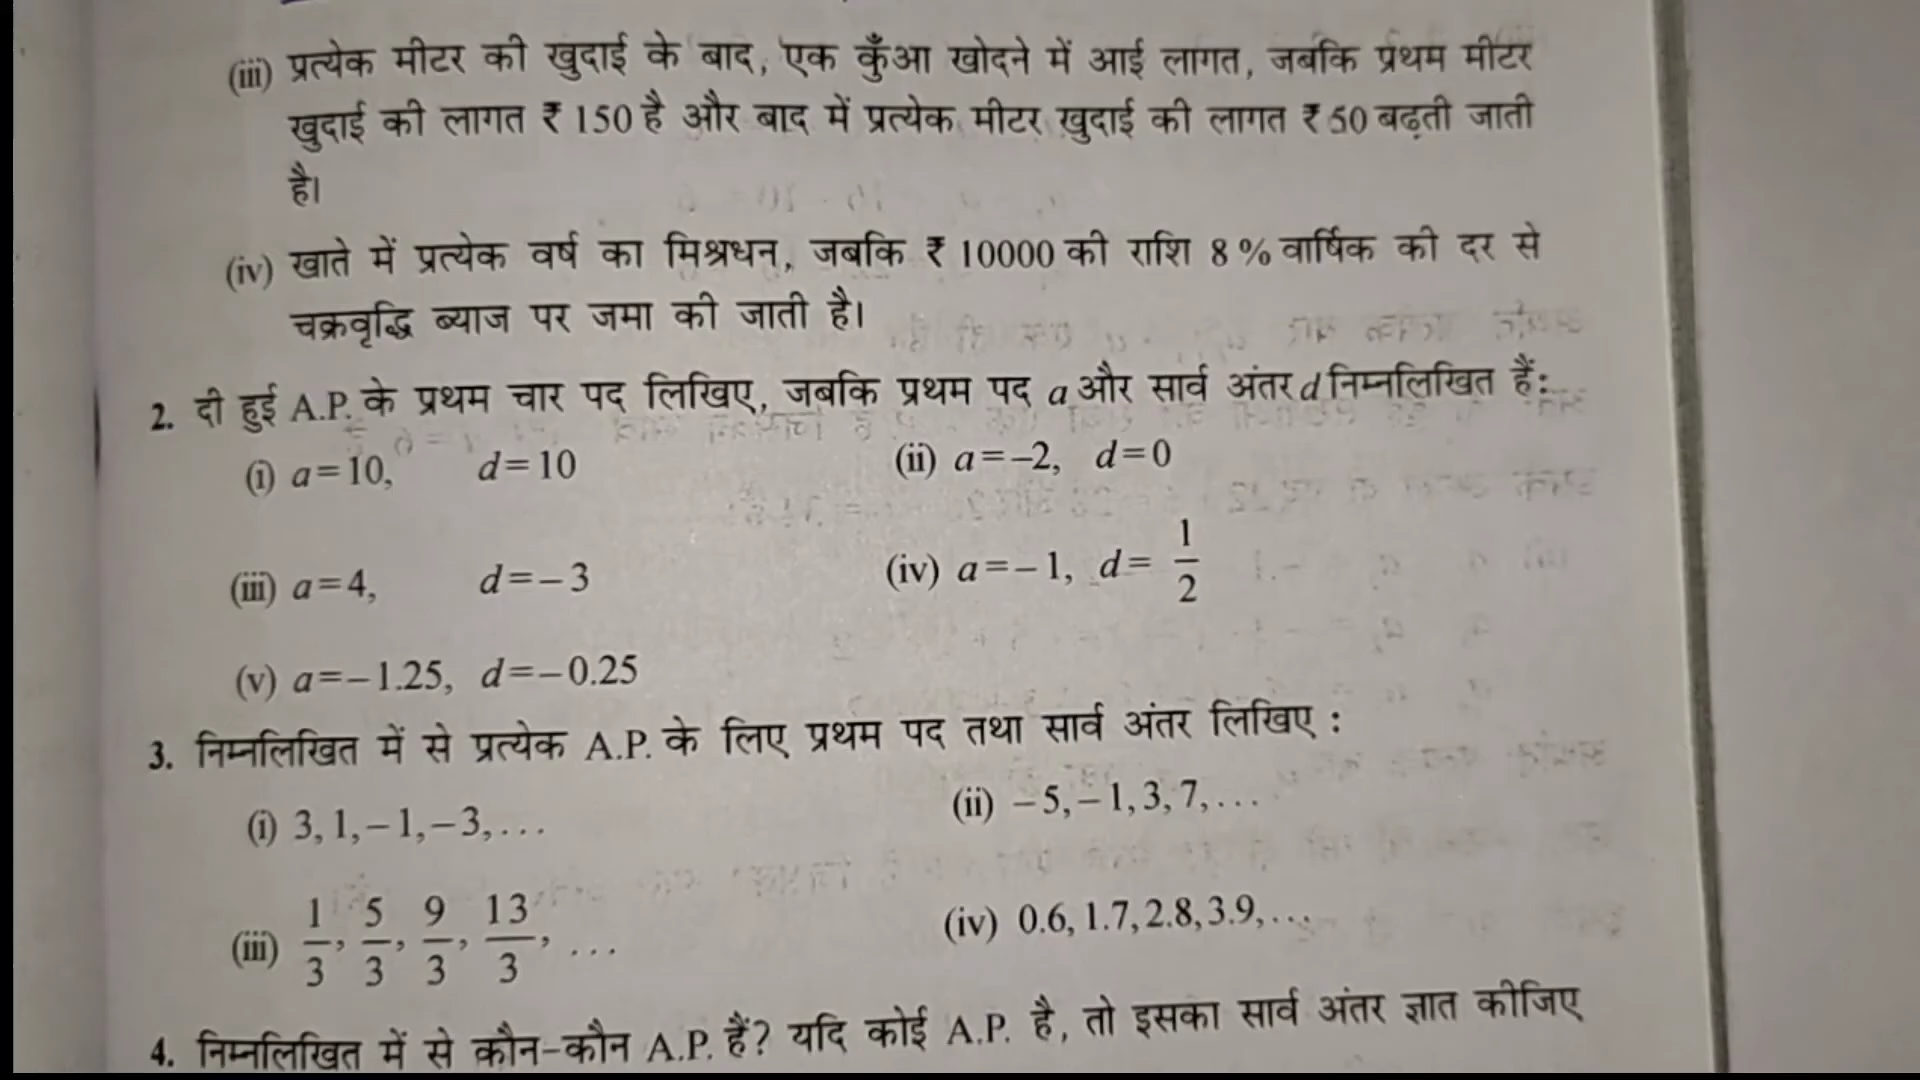 (iii) प्रत्येक मीटर की खुदाई के बाद, एक कुँआ खोदने में आई लागत, जबकि प्रथम मीटर
खुदाई की लागत ₹ 150 है और बाद में प्रत्येक मीटर खुदाई की लागत ₹ 50 बढ़ती जाती
है।
(iv) खाते में प्रत्येक वर्ष का मिश्रधन, जबकि ₹ 10000 की राशि 8 % वार्षिक की दर से
चक्रवृद्धि ब्याज पर जमा की जाती है।
2. दी हुई A.P. के प्रथम चार पद लिखिए, जबकि प्रथम पद a और सार्व अंतर d निम्नलिखित हैं:
(i) a = 10, d = 10 (ii) a = –2, d = 0
(iii) a = 4, d = – 3 (iv) a = – 1, d = 1/2
(v) a = – 1.25, d = – 0.25
3. निम्नलिखित में से प्रत्येक A.P. के लिए प्रथम पद तथा सार्व अंतर लिखिए :
(i) 3, 1, – 1, – 3, . . . (ii) – 5, – 1, 3, 7, . . .
(iii) 1/3, 5/3, 9/3, 13/3, . . . (iv) 0.6, 1.7, 2.8, 3.9, . . .
4. निम्नलिखित में से कौन-कौन A.P. हैं? यदि कोई A.P. है, तो इसका सार्व अंतर ज्ञात कीजिए